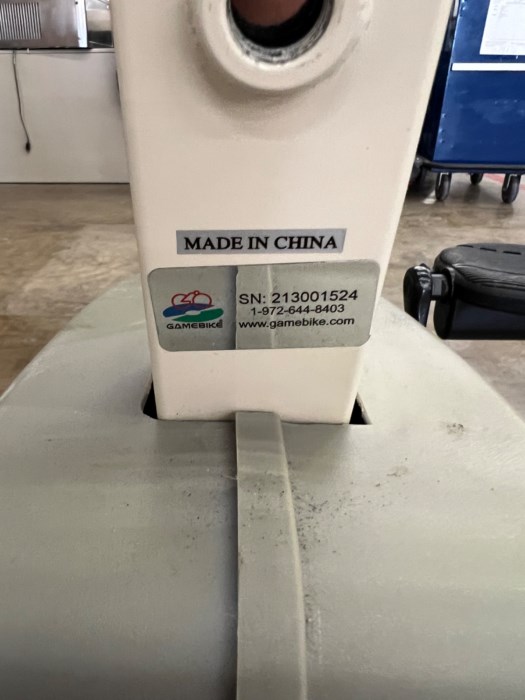 MADE IN CHINA
SN: 213001524
1-972-644-8403
GAMEBIKE www.gamebike.com